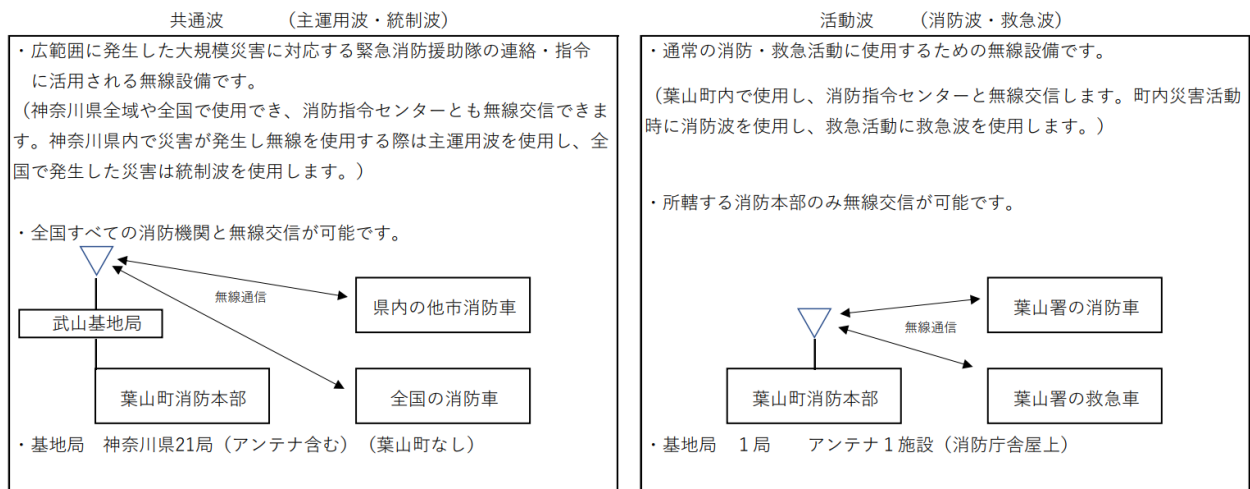 共通波　　　（主運用波・統制波）
・広範囲に発生した大規模災害に対応する緊急消防援助隊の連絡・指令
に活用される無線設備です。
（神奈川県全域や全国で使用でき、消防指令センターとも無線交信できま
す。神奈川県内で災害が発生し無線を使用する際は主運用波を使用し、全
国で発生した災害は統制波を使用します。）
・全国すべての消防機関と無線交信が可能です。
無線通信
県内の他市消防車
武山基地局
葉山町消防本部
全国の消防車
・基地局　神奈川県21局（アンテナ含む）（葉山町なし）
活動波　　（消防波・救急波）
・通常の消防・救急活動に使用するための無線設備です。
（葉山町内で使用し、消防指令センターと無線交信します。町内災害活動
時に消防波を使用し、救急活動に救急波を使用します。）
・所轄する消防本部のみ無線交信が可能です。
葉山署の消防車
無線通信
葉山町消防本部
葉山署の救急車
・基地局　１局　　アンテナ１施設（消防庁舎屋上）